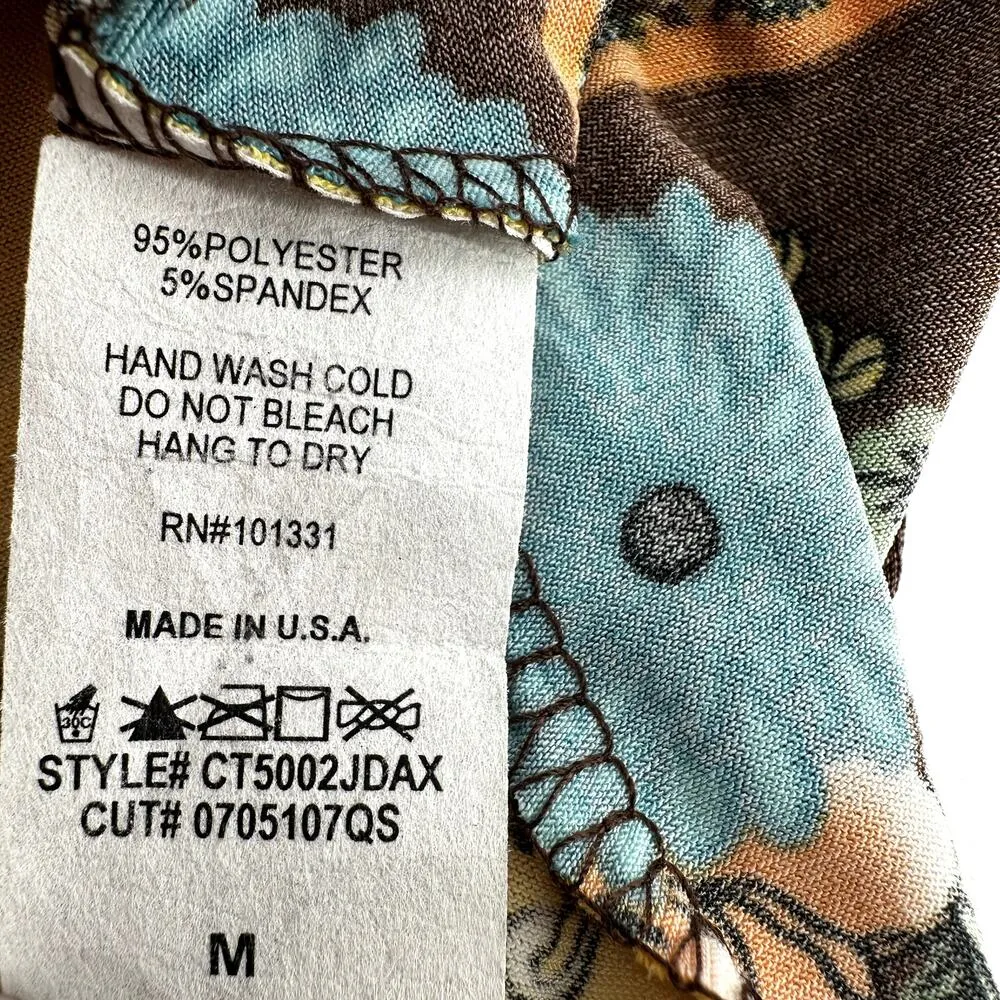 95%POLYESTER
5%SPANDEX
HAND WASH COLD
DO NOT BLEACH
HANG TO DRY
RN#101331
MADE IN U.S.A.
30C
STYLE# CT5002JDAX
CUT# 0705107QS
M